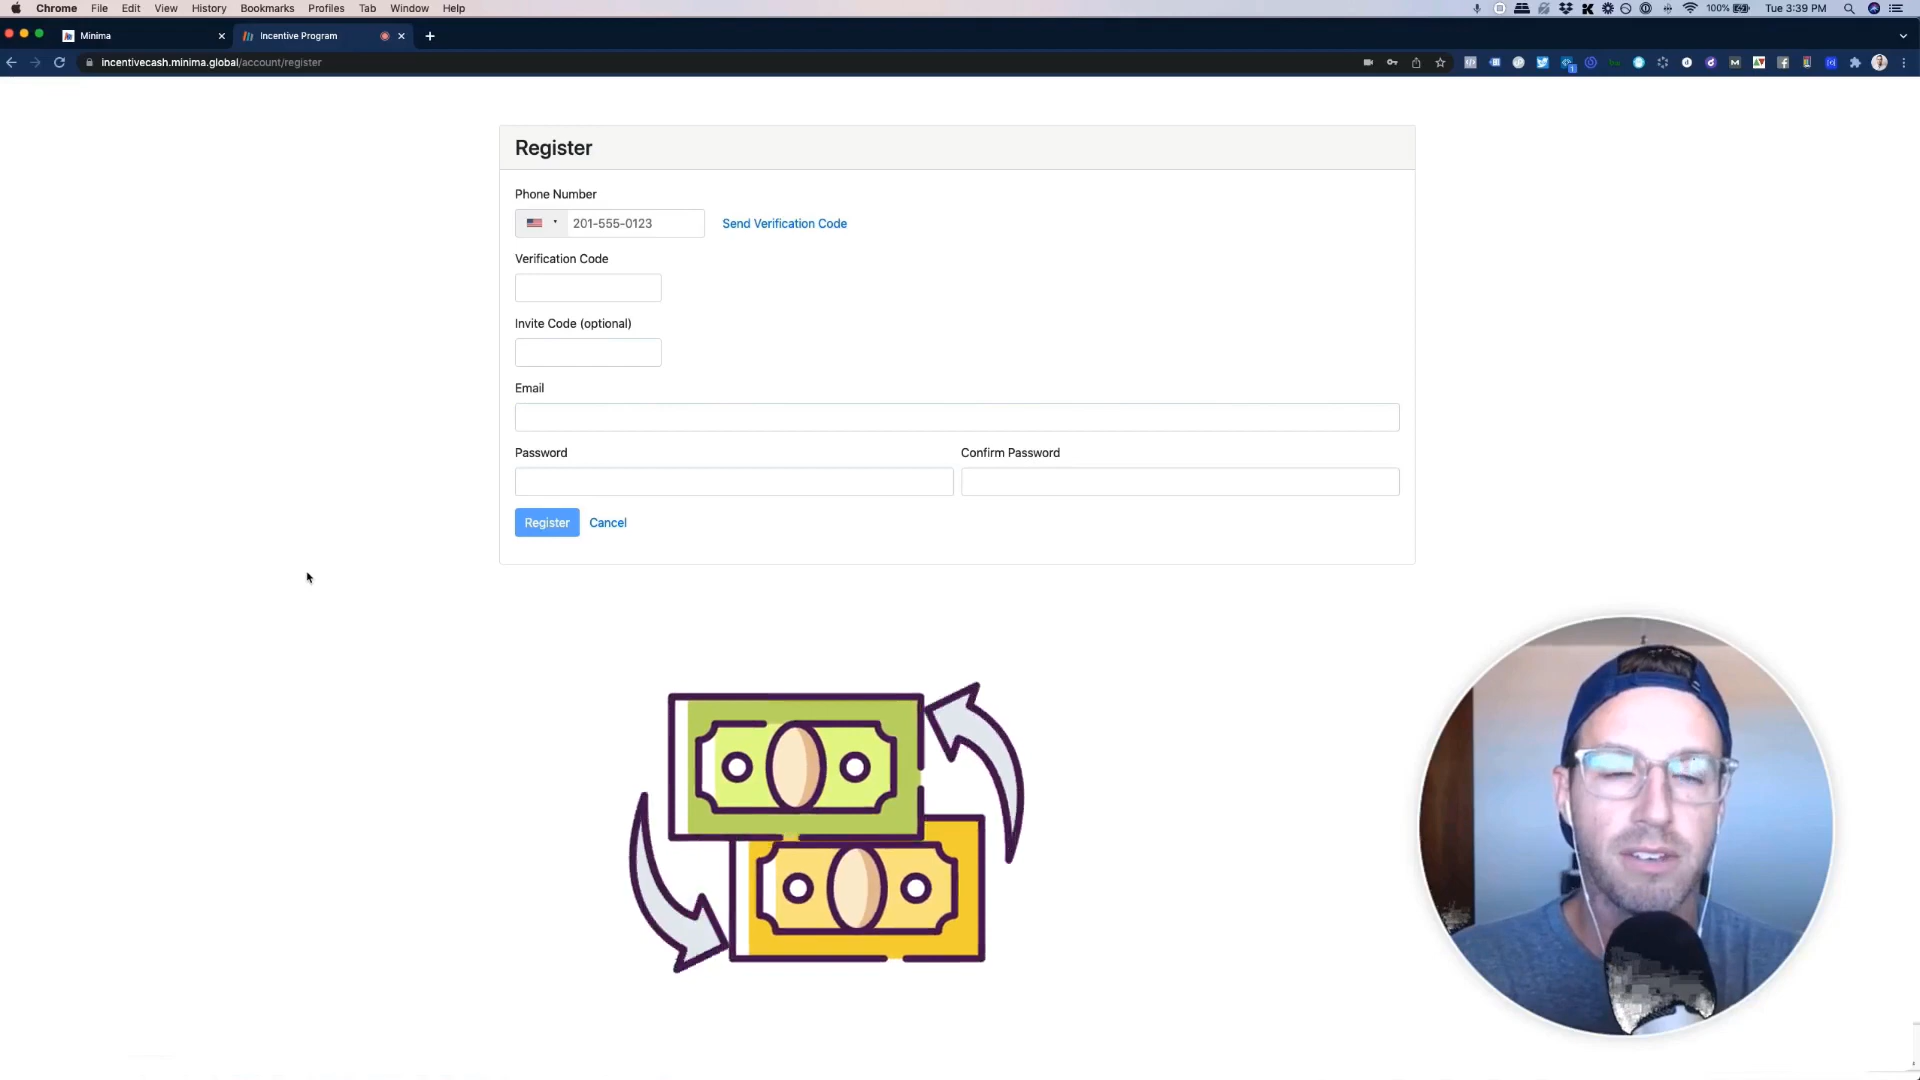 Chrome File Edit View History Bookmarks Profiles Tab Window Help 100% Tue 3:39 PM
Minima Incentive Program
incentivecash.minima.global/account/register
Register
Phone Number
201-555-0123 Send Verification Code
Verification Code
Invite Code (optional)
Email
Password Confirm Password
Register Cancel